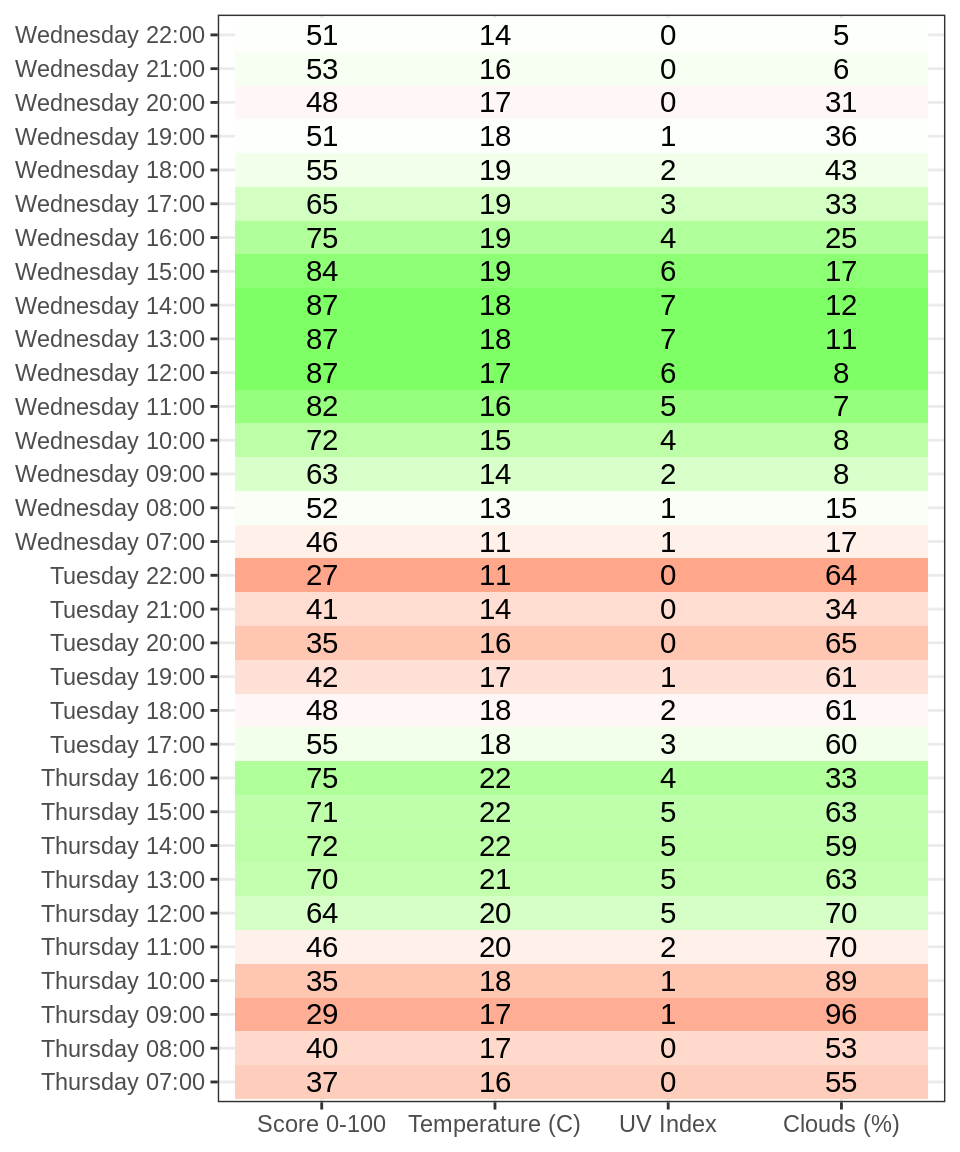 Wednesday 22:00 51 14 0 5
Wednesday 21:00 53 16 0 6
Wednesday 20:00 48 17 0 31
Wednesday 19:00 51 18 1 36
Wednesday 18:00 55 19 2 43
Wednesday 17:00 65 19 3 33
Wednesday 16:00 75 19 4 25
Wednesday 15:00 84 19 6 17
Wednesday 14:00 87 18 7 12
Wednesday 13:00 87 18 7 11
Wednesday 12:00 87 17 6 8
Wednesday 11:00 82 16 5 7
Wednesday 10:00 72 15 4 8
Wednesday 09:00 63 14 2 8
Wednesday 08:00 52 13 1 15
Wednesday 07:00 46 11 1 17
Tuesday 22:00 27 11 0 64
Tuesday 21:00 41 14 0 34
Tuesday 20:00 35 16 0 65
Tuesday 19:00 42 17 1 61
Tuesday 18:00 48 18 2 61
Tuesday 17:00 55 18 3 60
Thursday 16:00 75 22 4 33
Thursday 15:00 71 22 5 63
Thursday 14:00 72 22 5 59
Thursday 13:00 70 21 5 63
Thursday 12:00 64 20 5 70
Thursday 11:00 46 20 2 70
Thursday 10:00 35 18 1 89
Thursday 09:00 29 17 1 96
Thursday 08:00 40 17 0 53
Thursday 07:00 37 16 0 55
Score 0-100 Temperature (C) UV Index Clouds (%)